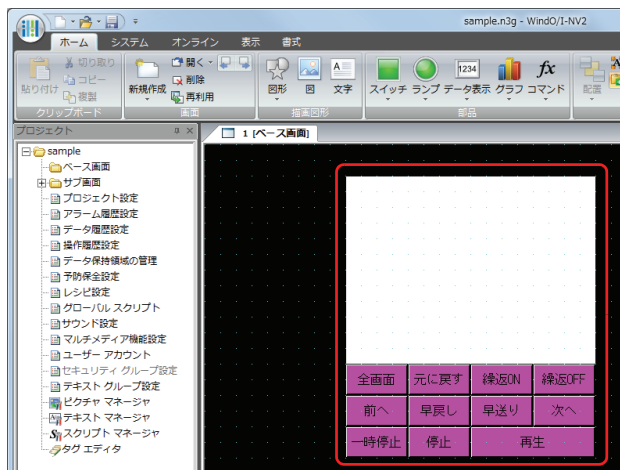 sample.n3g - WindO/I-NV2
ホーム システム オンライン 表示 書式
貼り付け 切り取り コピー 複製
クリップボード
新規作成 開く 削除 再利用
画面
図形 図 文字
描画図形
スイッチ ランプ データ表示 グラフ コマンド
1234
fx
部品
配置
プロジェクト
1 [ベース画面]
sample
ベース画面
サブ画面
プロジェクト設定
アラーム履歴設定
データ履歴設定
操作履歴設定
データ保持領域の管理
予防保全設定
レシピ設定
グローバル スクリプト
サウンド設定
マルチメディア機能設定
ユーザー アカウント
セキュリティ グループ設定
テキスト グループ設定
ピクチャ マネージャ
テキスト マネージャ
スクリプト マネージャ
タグ エディタ
全画面 元に戻す 繰返ON 繰返OFF
前へ 早戻し 早送り 次へ
一時停止 停止 再生